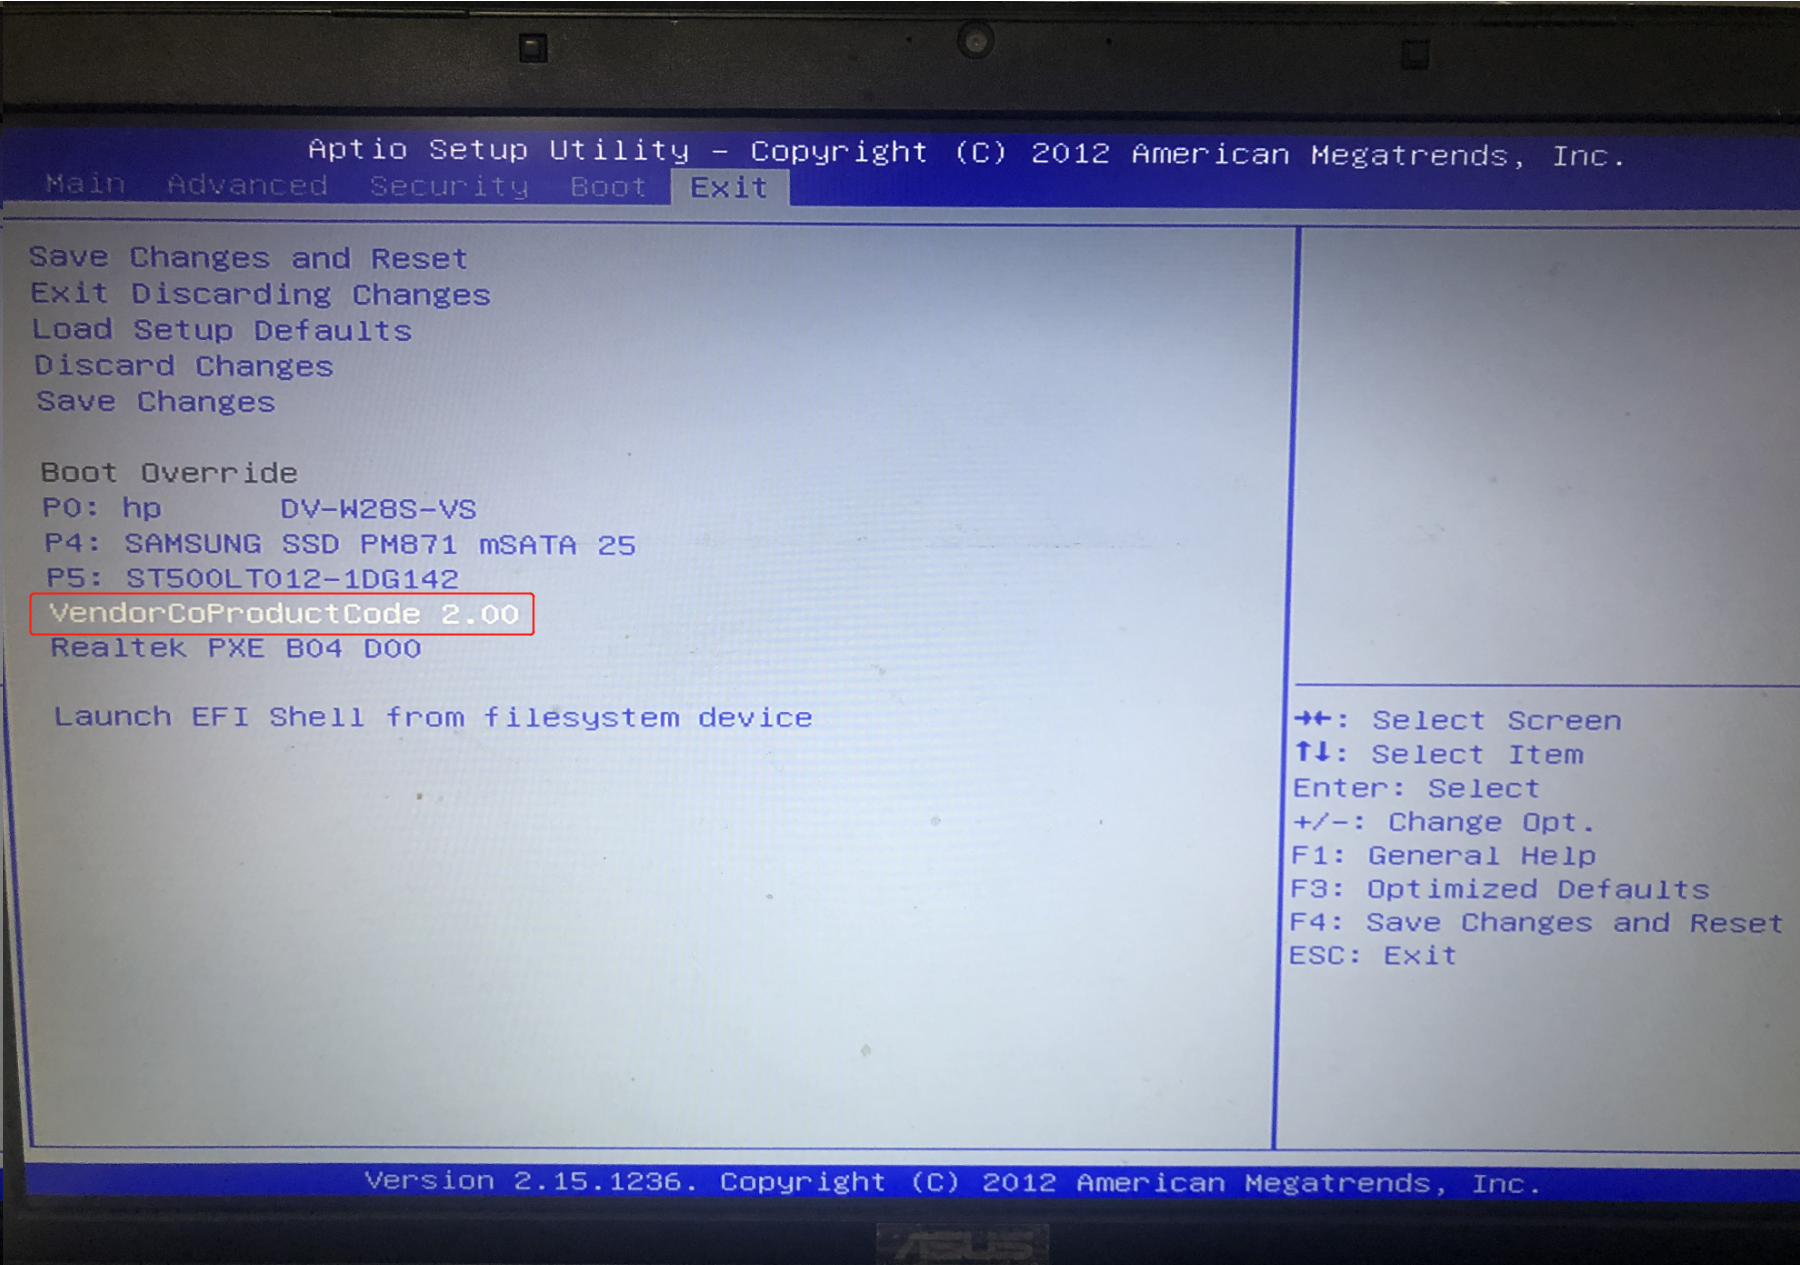 Aptio Setup Utility - Copyright (C) 2012 American Megatrends, Inc.
Main Advanced Security Boot Exit
Save Changes and Reset
Exit Discarding Changes
Load Setup Defaults
Discard Changes
Save Changes
Boot Override
P0: hp DV-W28S-VS
P4: SAMSUNG SSD PM871 mSATA 25
P5: ST500LT012-1DG142
VendorCoProductCode 2.00
Realtek PXE B04 D00
Launch EFI Shell from filesystem device
→←: Select Screen
↑↓: Select Item
Enter: Select
+/-: Change Opt.
F1: General Help
F3: Optimized Defaults
F4: Save Changes and Reset
ESC: Exit
Version 2.15.1236. Copyright (C) 2012 American Megatrends, Inc.
ASUS